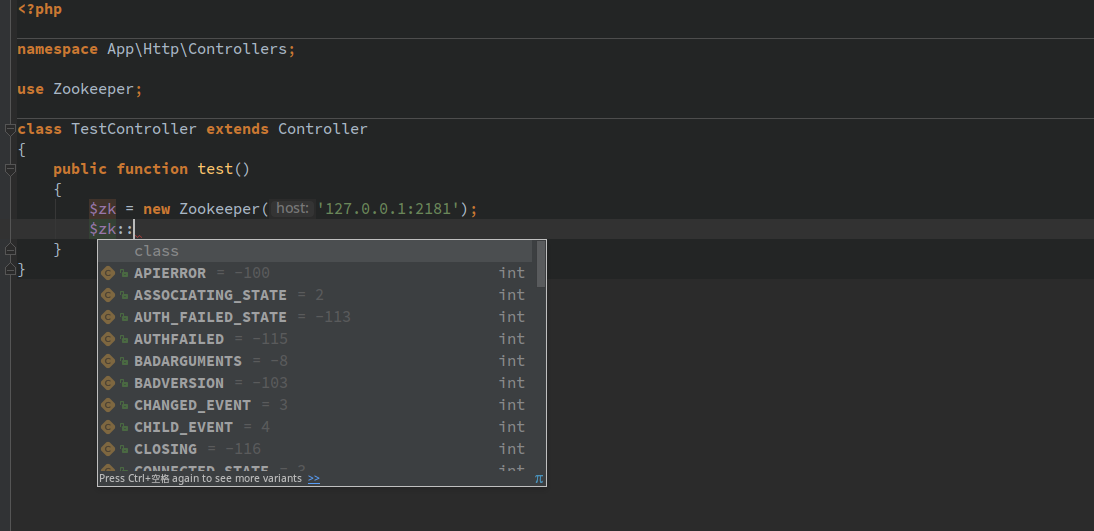 <?php
namespace App\Http\Controllers;
use Zookeeper;
class TestController extends Controller
{
public function test()
{
$zk = new Zookeeper( host: '127.0.0.1:2181');
$zk::
class
}
}
APIERROR = -100 int
ASSOCIATING_STATE = 2 int
AUTH_FAILED_STATE = -113 int
AUTHFAILED = -115 int
BADARGUMENTS = -8 int
BADVERSION = -103 int
CHANGED_EVENT = 3 int
CHILD_EVENT = 4 int
CLOSING = -116 int
CONNECTED_STATE = 3 int
Press Ctrl+空格 again to see more variants >> π